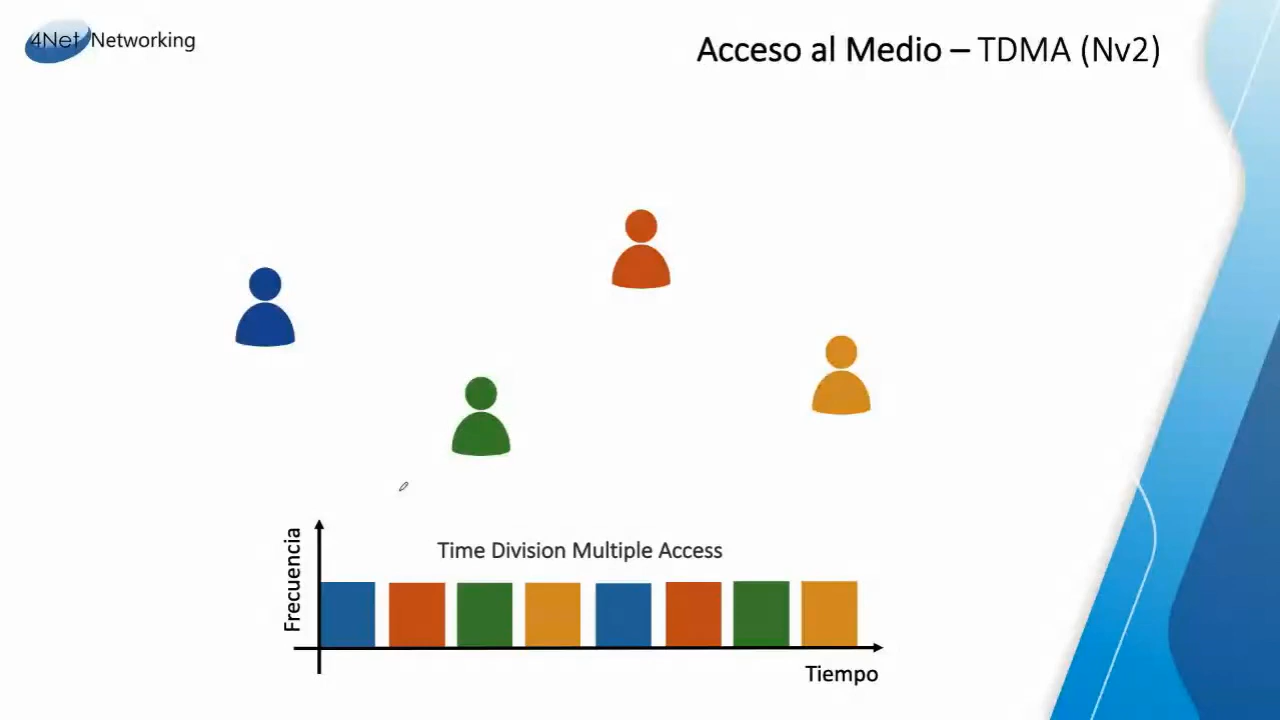 4Net Networking
Acceso al Medio – TDMA (Nv2)
Time Division Multiple Access
Frecuencia
Tiempo